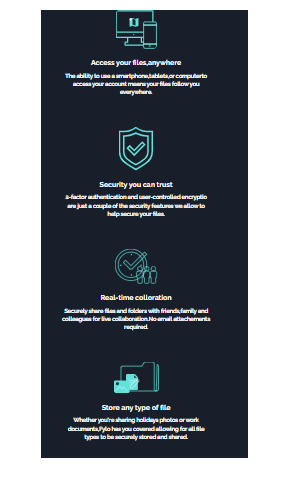 Access your files,anywhere
The ability to use a smartphone,tablets,or computerto
access your account means your files follow you
everywhere.
Security you can trust
2-factor authentication and user-controlled encryptio
are just a couple of the security features we allow to
help secure your files.
Real-time colloration
Securely share files and folders with friends,family and
colleagues for live collaboration.No email attachements
required.
Store any type of file
Whether you're sharing holidays photos or work
documents,Fylo has you covered allowing for all file
types to be securely stored and shared.